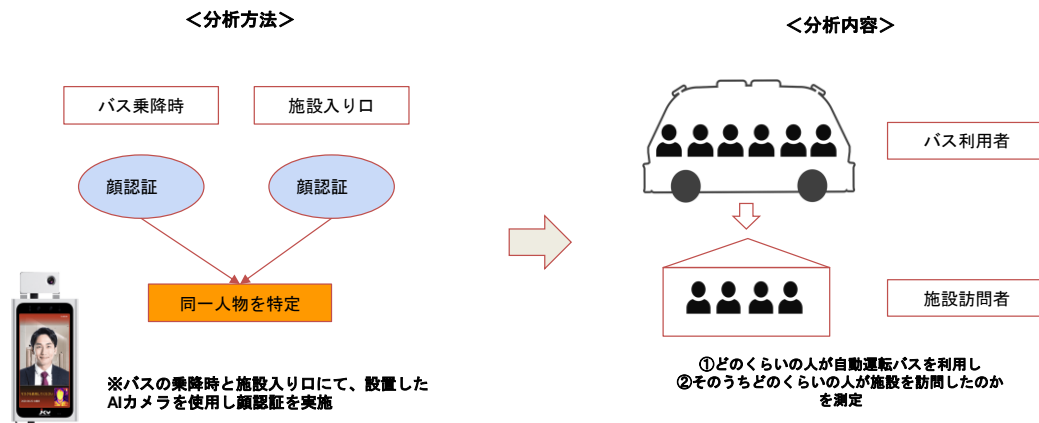 ＜分析方法＞
バス乗降時
施設入り口
顔認証
顔認証
同一人物を特定
※バスの乗降時と施設入り口にて、設置した
AIカメラを使用し顔認証を実施
JCV
＜分析内容＞
バス利用者
施設訪問者
①どのくらいの人が自動運転バスを利用し
②そのうちどのくらいの人が施設を訪問したのか
を測定